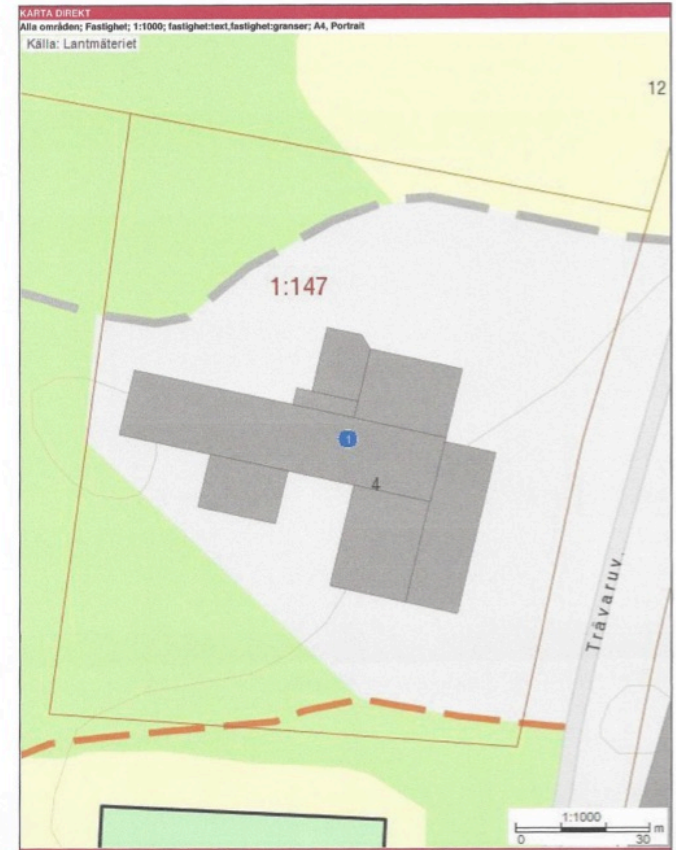 KARTA DIREKT
Alla områden; Fastighet; 1:1000; fastighet:text,fastighet:granser; A4, Portrait
Källa: Lantmäteriet
12
1:147
1
4
Tråvaruv.
1:1000
0 30 m